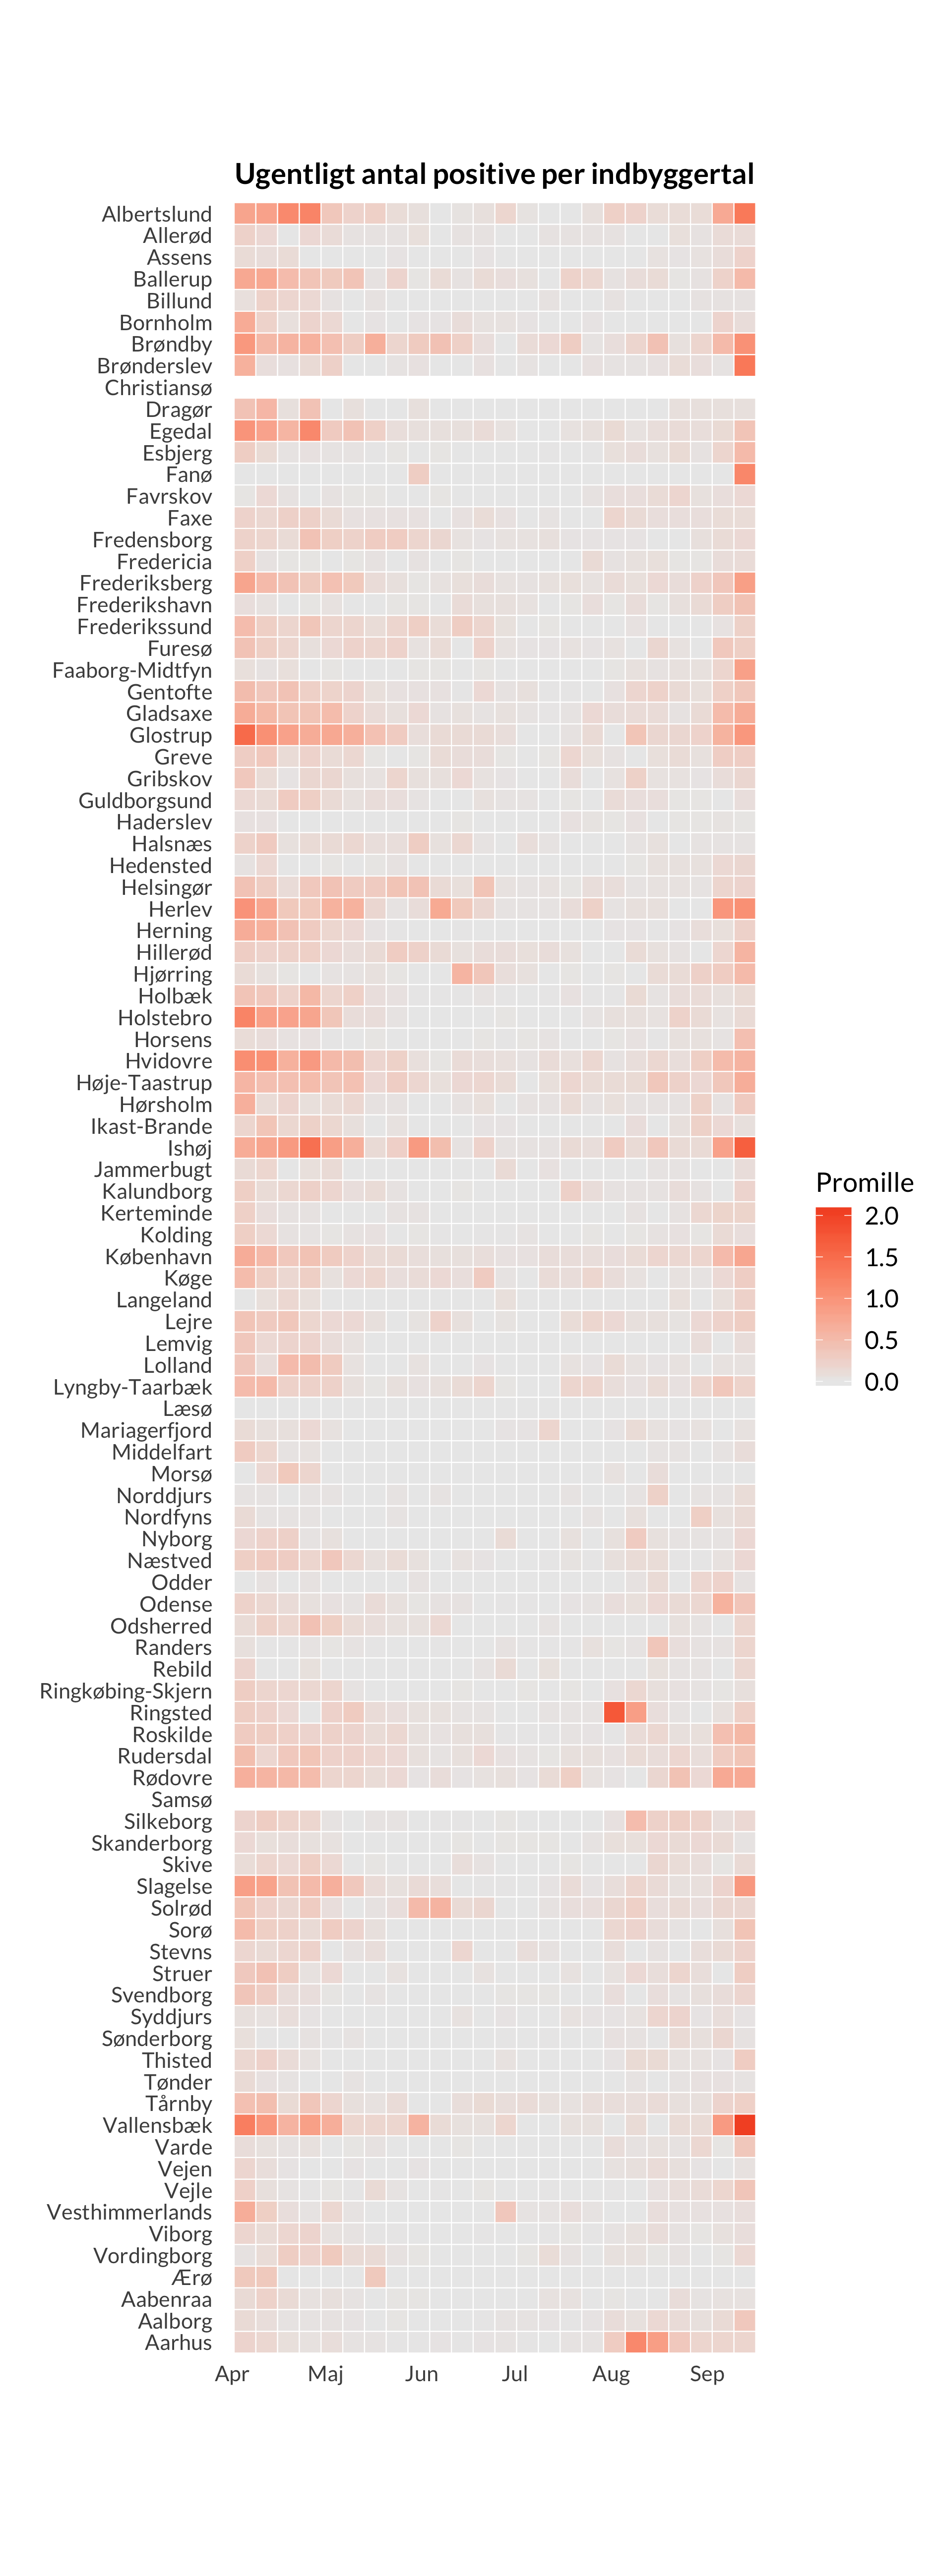 Ugentligt antal positive per indbyggertal
Albertslund
Allerød
Assens
Ballerup
Billund
Bornholm
Brøndby
Brønderslev
Christiansø
Dragør
Egedal
Esbjerg
Fanø
Favrskov
Faxe
Fredensborg
Fredericia
Frederiksberg
Frederikshavn
Frederikssund
Furesø
Faaborg-Midtfyn
Gentofte
Gladsaxe
Glostrup
Greve
Gribskov
Guldborgsund
Haderslev
Halsnæs
Hedensted
Helsingør
Herlev
Herning
Hillerød
Hjørring
Holbæk
Holstebro
Horsens
Hvidovre
Høje-Taastrup
Hørsholm
Ikast-Brande
Ishøj
Jammerbugt
Kalundborg
Kerteminde
Kolding
København
Køge
Langeland
Lejre
Lemvig
Lolland
Lyngby-Taarbæk
Læsø
Mariagerfjord
Middelfart
Morsø
Norddjurs
Nordfyns
Nyborg
Næstved
Odder
Odense
Odsherred
Randers
Rebild
Ringkøbing-Skjern
Ringsted
Roskilde
Rudersdal
Rødovre
Samsø
Silkeborg
Skanderborg
Skive
Slagelse
Solrød
Sorø
Stevns
Struer
Svendborg
Syddjurs
Sønderborg
Thisted
Tønder
Tårnby
Vallensbæk
Varde
Vejen
Vejle
Vesthimmerlands
Viborg
Vordingborg
Ærø
Aabenraa
Aalborg
Aarhus
Apr Maj Jun Jul Aug Sep
Promille
2.0
1.5
1.0
0.5
0.0